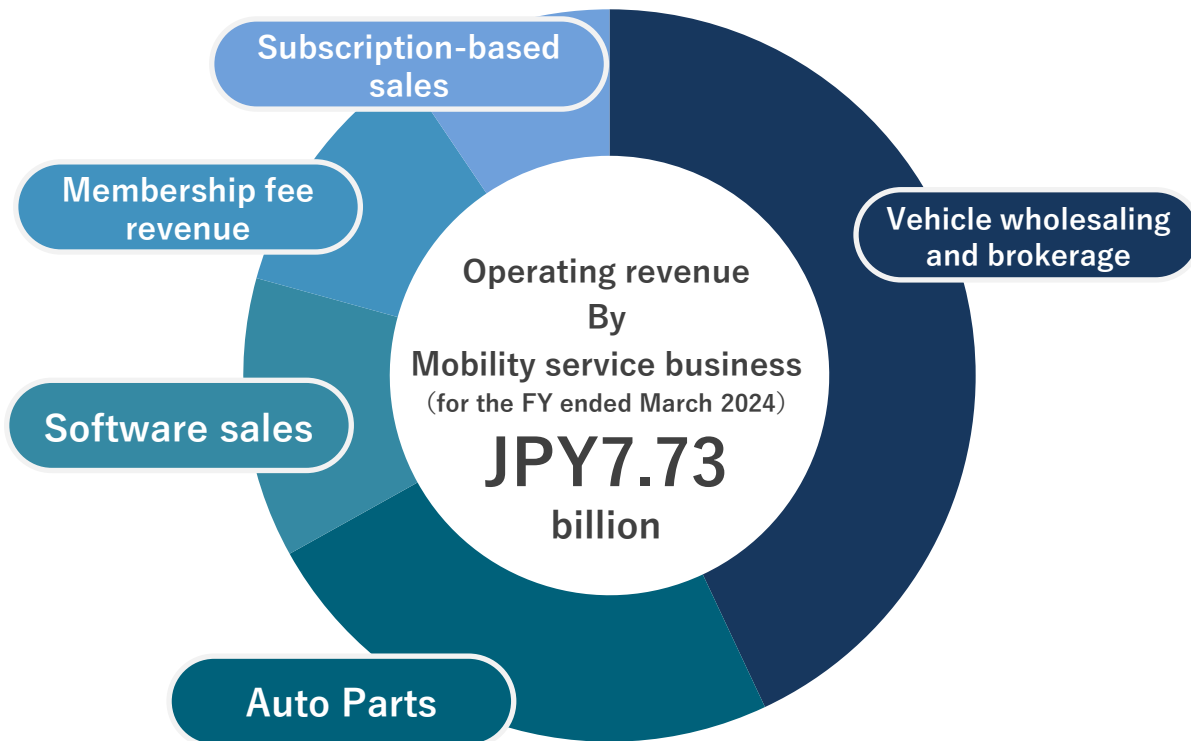 Subscription-based
sales
Membership fee
revenue
Vehicle wholesaling
and brokerage
Operating revenue
By
Mobility service business
(for the FY ended March 2024)
JPY7.73
billion
Software sales
Auto Parts